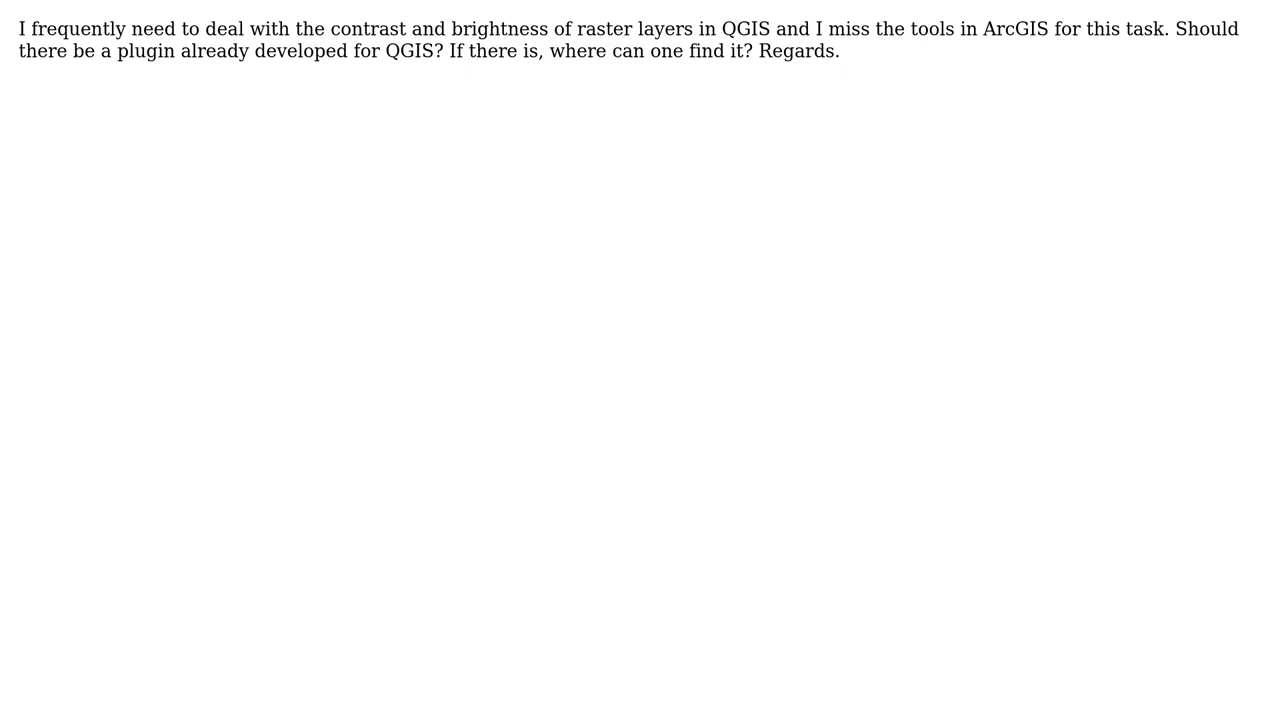 I frequently need to deal with the contrast and brightness of raster layers in QGIS and I miss the tools in ArcGIS for this task. Should
there be a plugin already developed for QGIS? If there is, where can one find it? Regards.